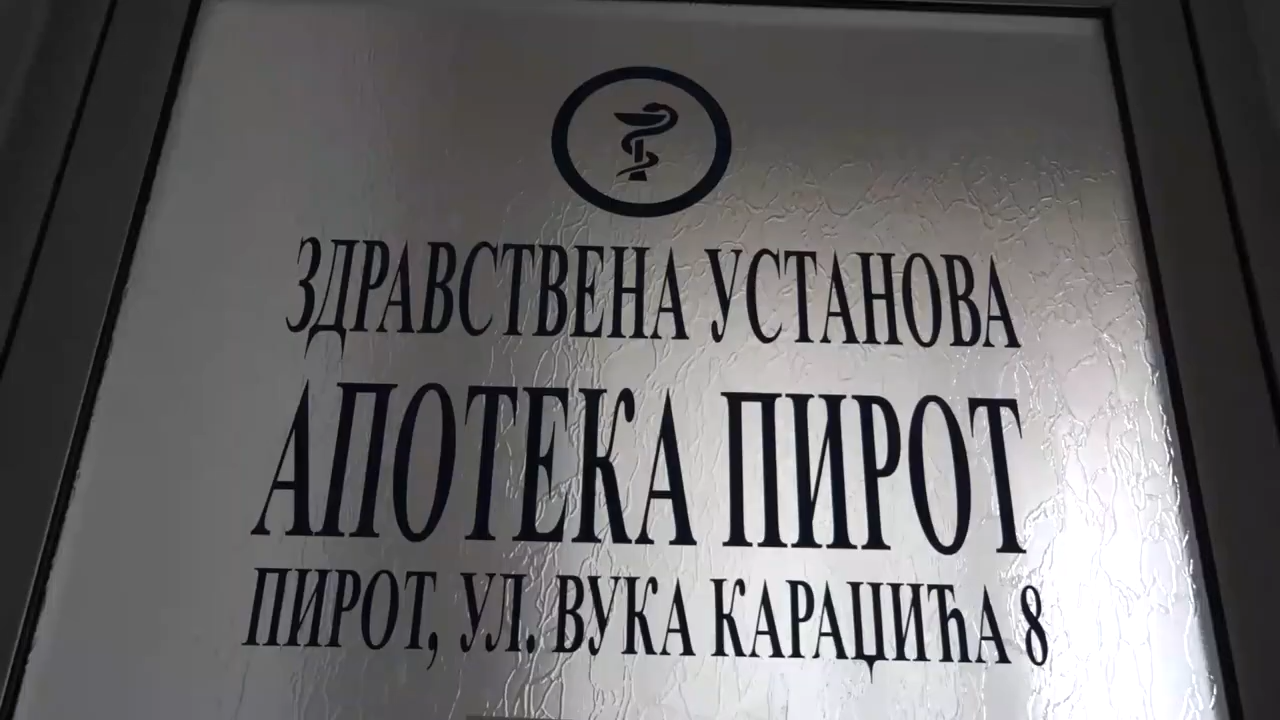 ЗДРАВСТВЕНА УСТАНОВА
АПОТЕКА ПИРОТ
ПИРОТ, УЛ. ВУКА КАРАЏИЋА 8